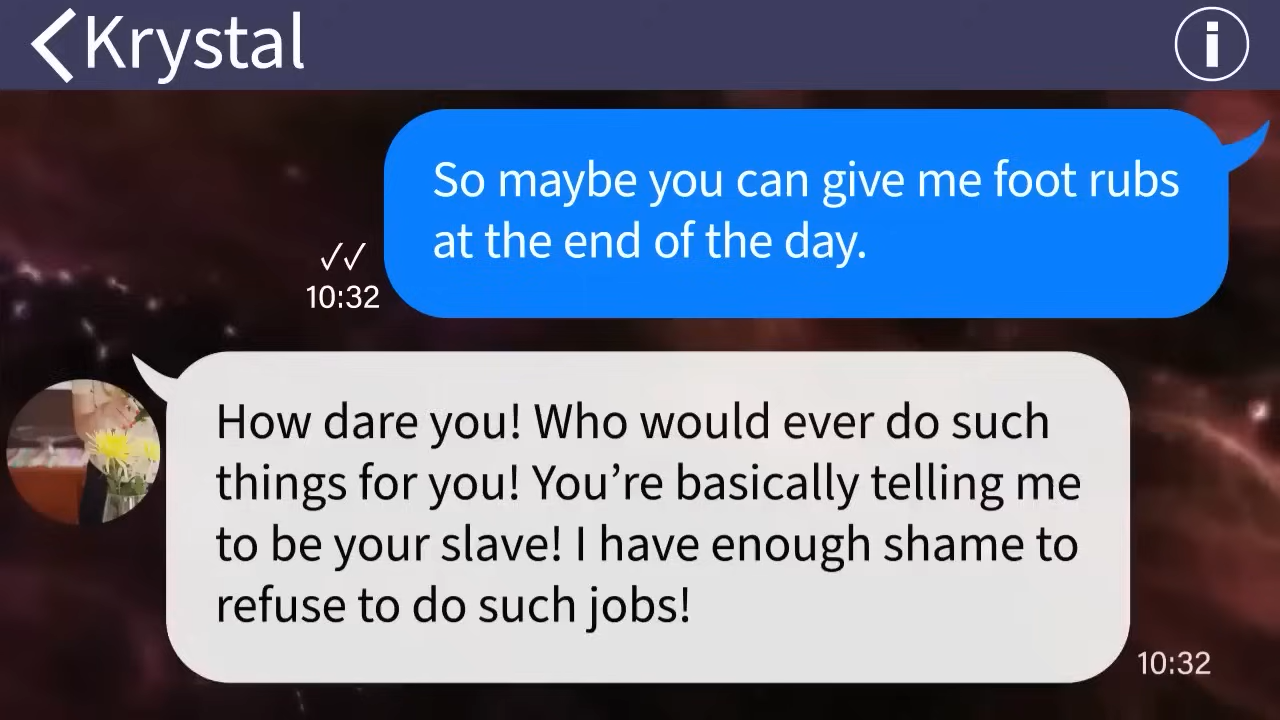 Krystal
So maybe you can give me foot rubs
at the end of the day.
10:32
How dare you! Who would ever do such
things for you! You’re basically telling me
to be your slave! I have enough shame to
refuse to do such jobs!
10:32